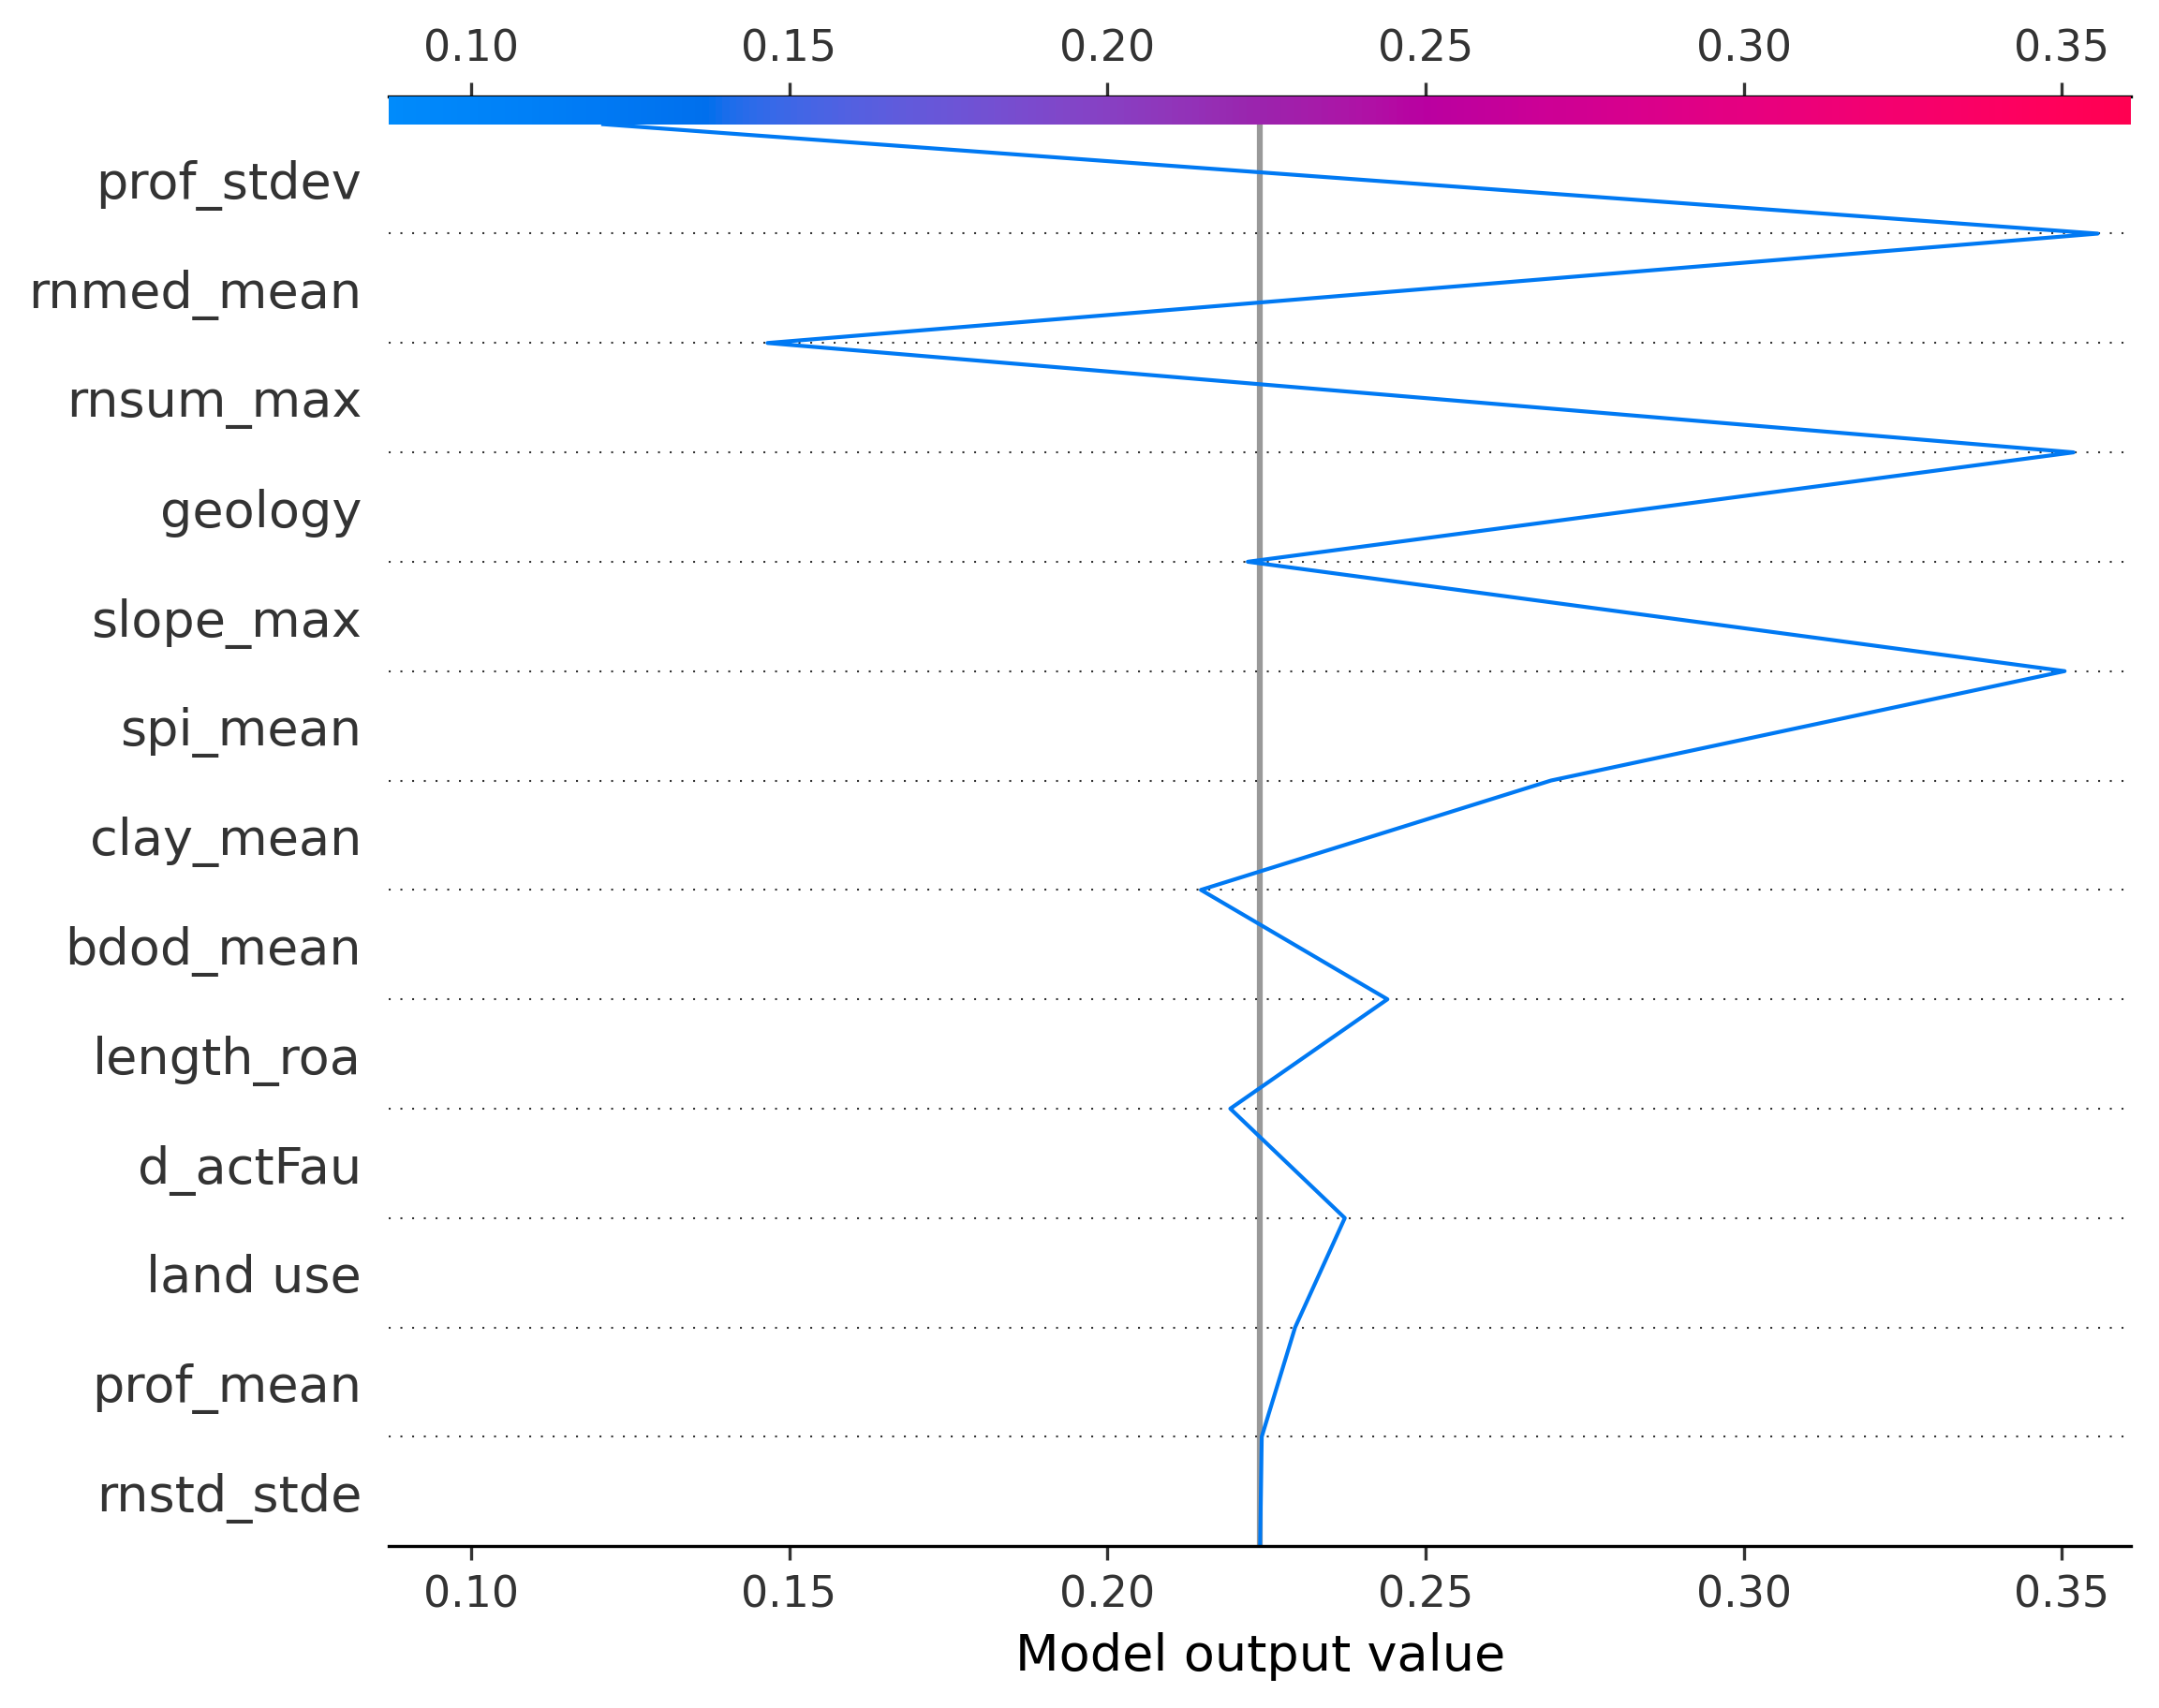 0.10 0.15 0.20 0.25 0.30 0.35
prof_stdev
rnmed_mean
rnsum_max
geology
slope_max
spi_mean
clay_mean
bdod_mean
length_roa
d_actFau
land use
prof_mean
rnstd_stde
0.10 0.15 0.20 0.25 0.30 0.35
Model output value